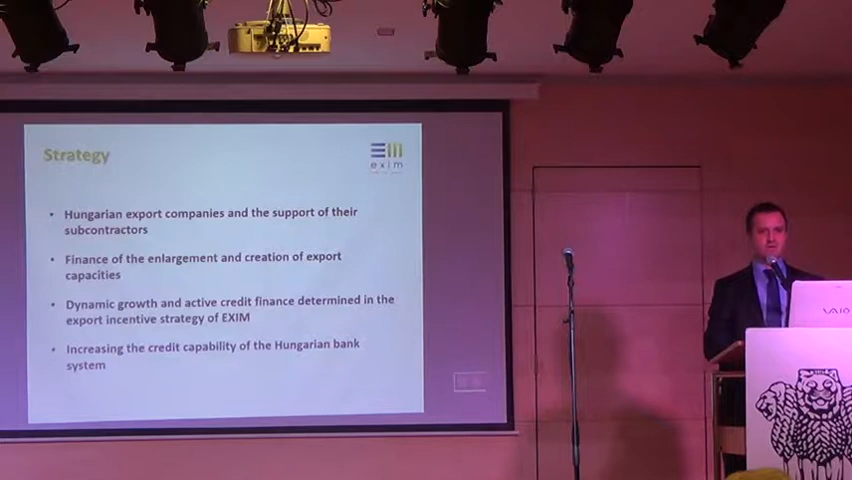 Strategy
exim
• Hungarian export companies and the support of their
subcontractors
• Finance of the enlargement and creation of export
capacities
• Dynamic growth and active credit finance determined in the
export incentive strategy of EXIM
• Increasing the credit capability of the Hungarian bank
system
VAIO